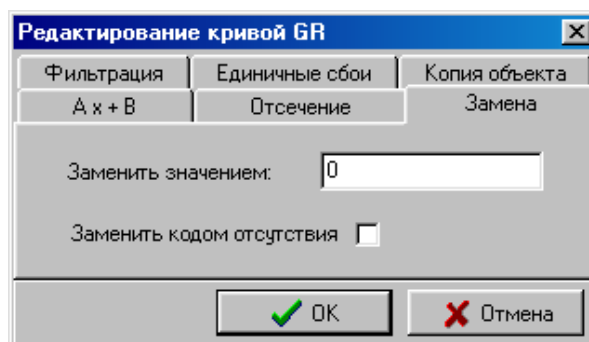 Редактирование кривой GR
Фильтрация Единичные сбои Копия объекта
A x + B Отсечение Замена
Заменить значением: 0
Заменить кодом отсутствия
OK Отмена